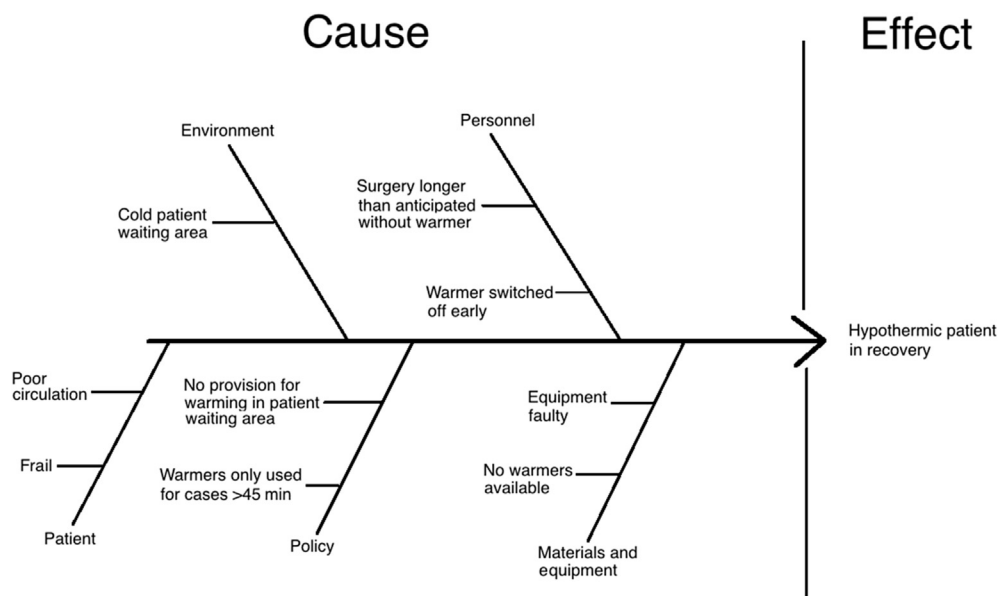 Cause
Effect
Environment
Cold patient
waiting area
Personnel
Surgery longer
than anticipated
without warmer
Warmer switched
off early
Hypothermic patient
in recovery
Poor
circulation
Frail
Patient
No provision for
warming in patient
waiting area
Warmers only used
for cases >45 min
Policy
Equipment
faulty
No warmers
available
Materials and
equipment